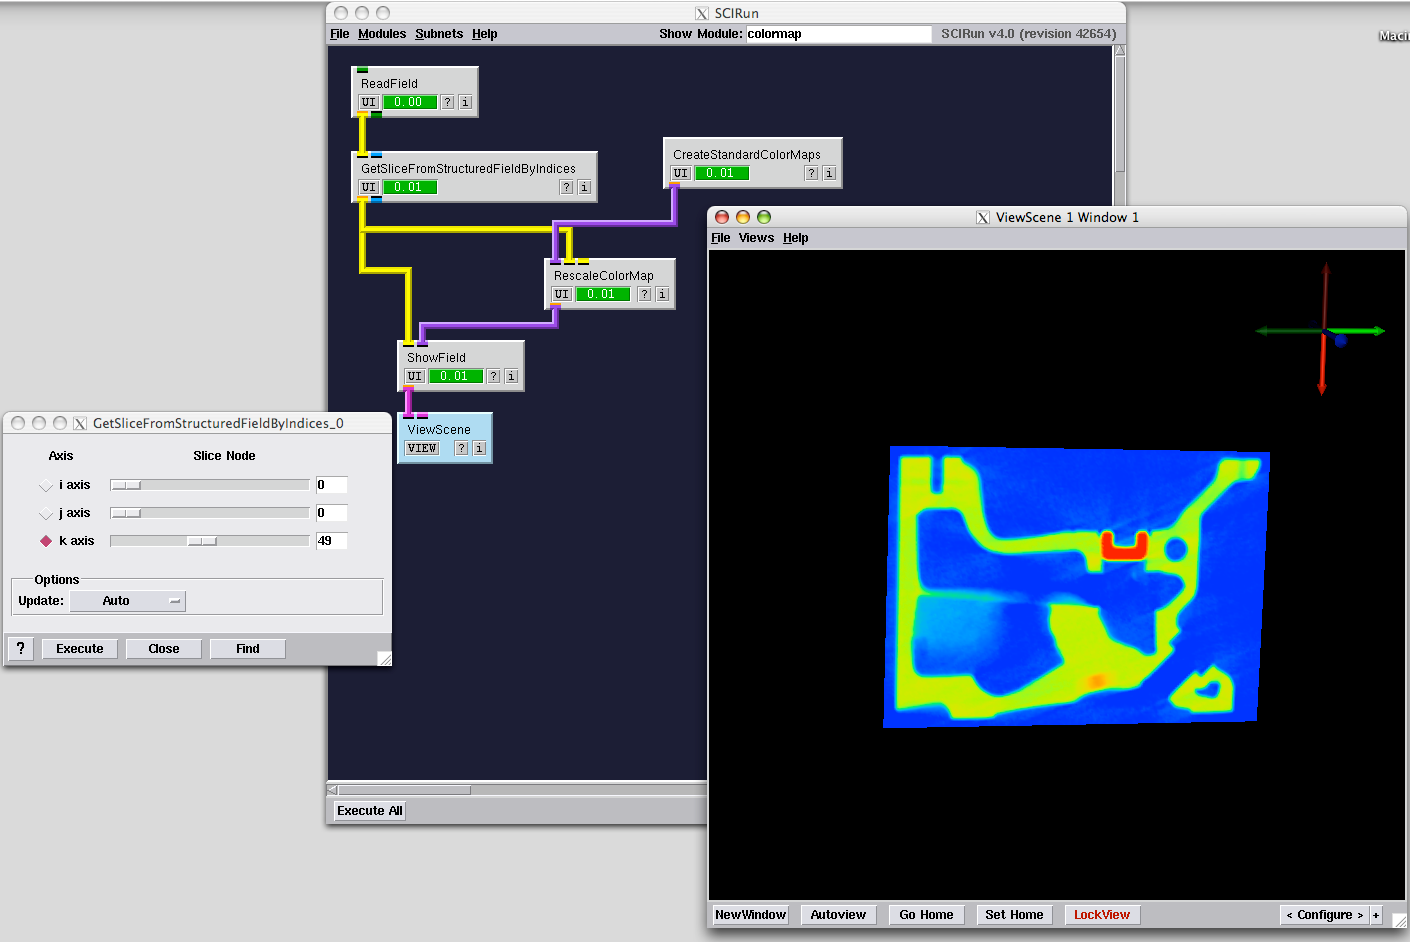 SCIRun
File Modules Subnets Help Show Module: colormap SCIRun v4.0 (revision 42654)
ReadField
UI 0.00 ? i
GetSliceFromStructuredFieldByIndices
UI 0.01 ? i
CreateStandardColorMaps
UI 0.01 ? i
RescaleColorMap
UI 0.01 ? i
ShowField
UI 0.01 ? i
ViewScene
VIEW ? i
Execute All
GetSliceFromStructuredFieldByIndices_0
Axis Slice Node
i axis 0
j axis 0
k axis 49
Options
Update: Auto
? Execute Close Find
ViewScene 1 Window 1
File Views Help
NewWindow Autoview Go Home Set Home LockView < Configure > +